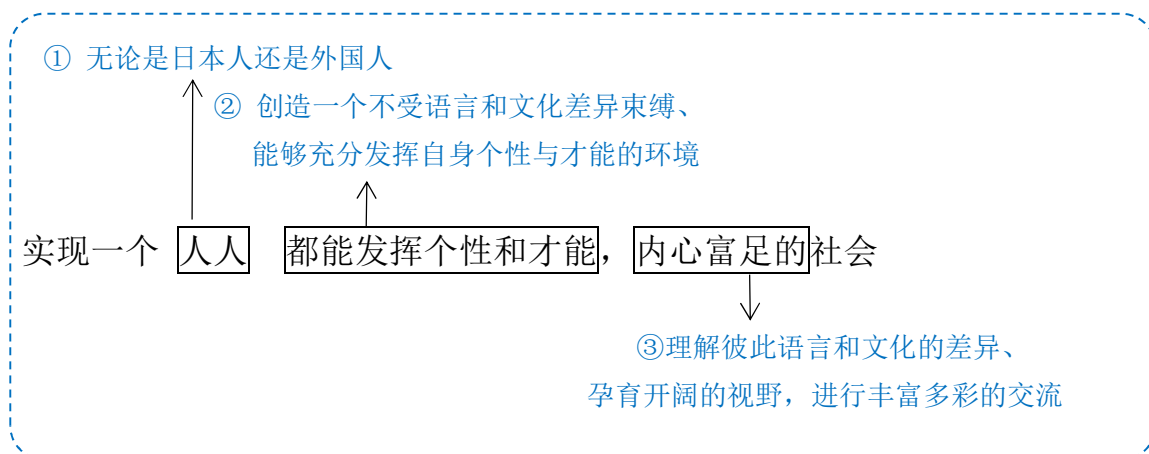 ① 无论是日本人还是外国人
② 创造一个不受语言和文化差异束缚、
能够充分发挥自身个性与才能的环境
实现一个 人人 都能发挥个性和才能，内心富足的社会
③理解彼此语言和文化的差异、
孕育开阔的视野，进行丰富多彩的交流